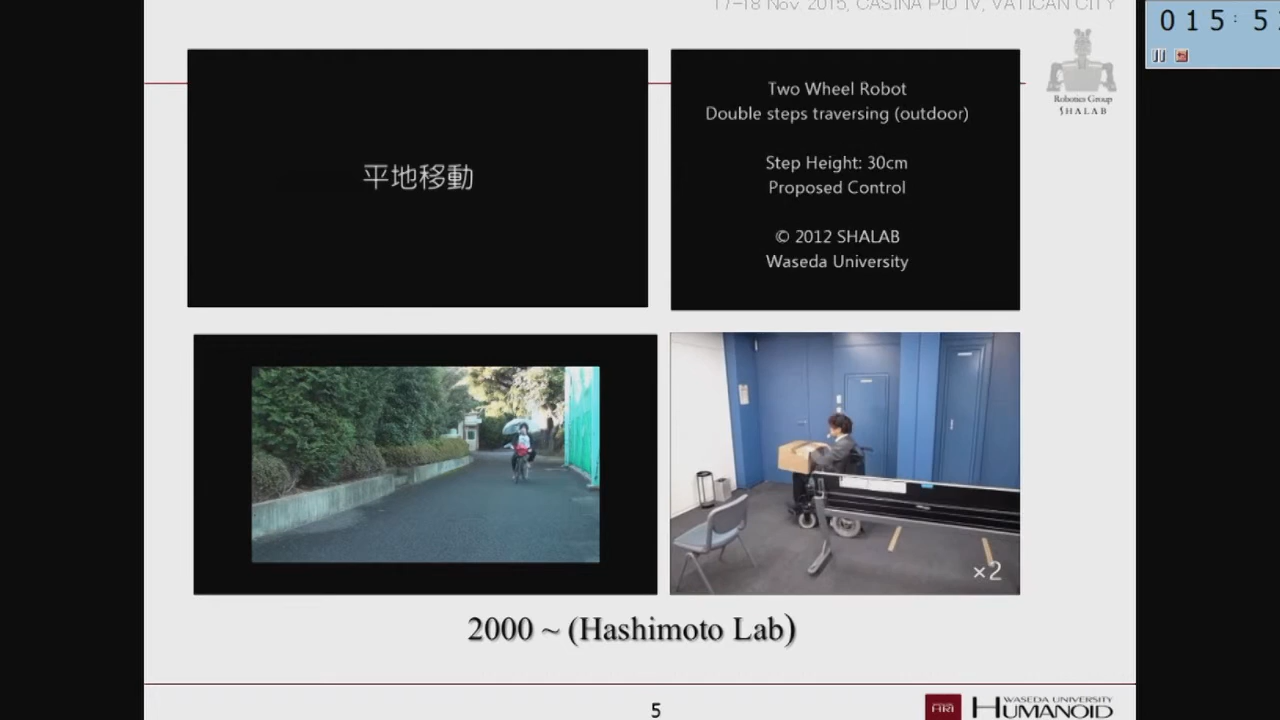 17-18 Nov. 2015, CASINA PIO IV, VATICAN CITY
015:5
Robotics Group
SHALAB
平地移動
Two Wheel Robot
Double steps traversing (outdoor)
Step Height: 30cm
Proposed Control
© 2012 SHALAB
Waseda University
×2
2000 ~ (Hashimoto Lab)
5
WASEDA UNIVERSITY
HUMANOID